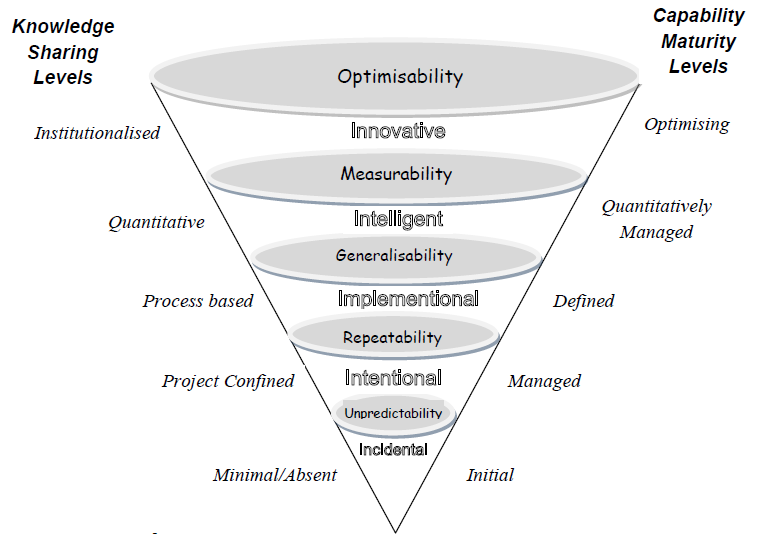 Knowledge
Sharing
Levels
Capability
Maturity
Levels
Optimisability
Institutionalised
Innovative
Optimising
Measurability
Quantitative
Intelligent
Quantitatively
Managed
Generalisability
Process based
Implementional
Defined
Repeatability
Project Confined
Intentional
Managed
Unpredictability
Incidental
Minimal/Absent
Initial